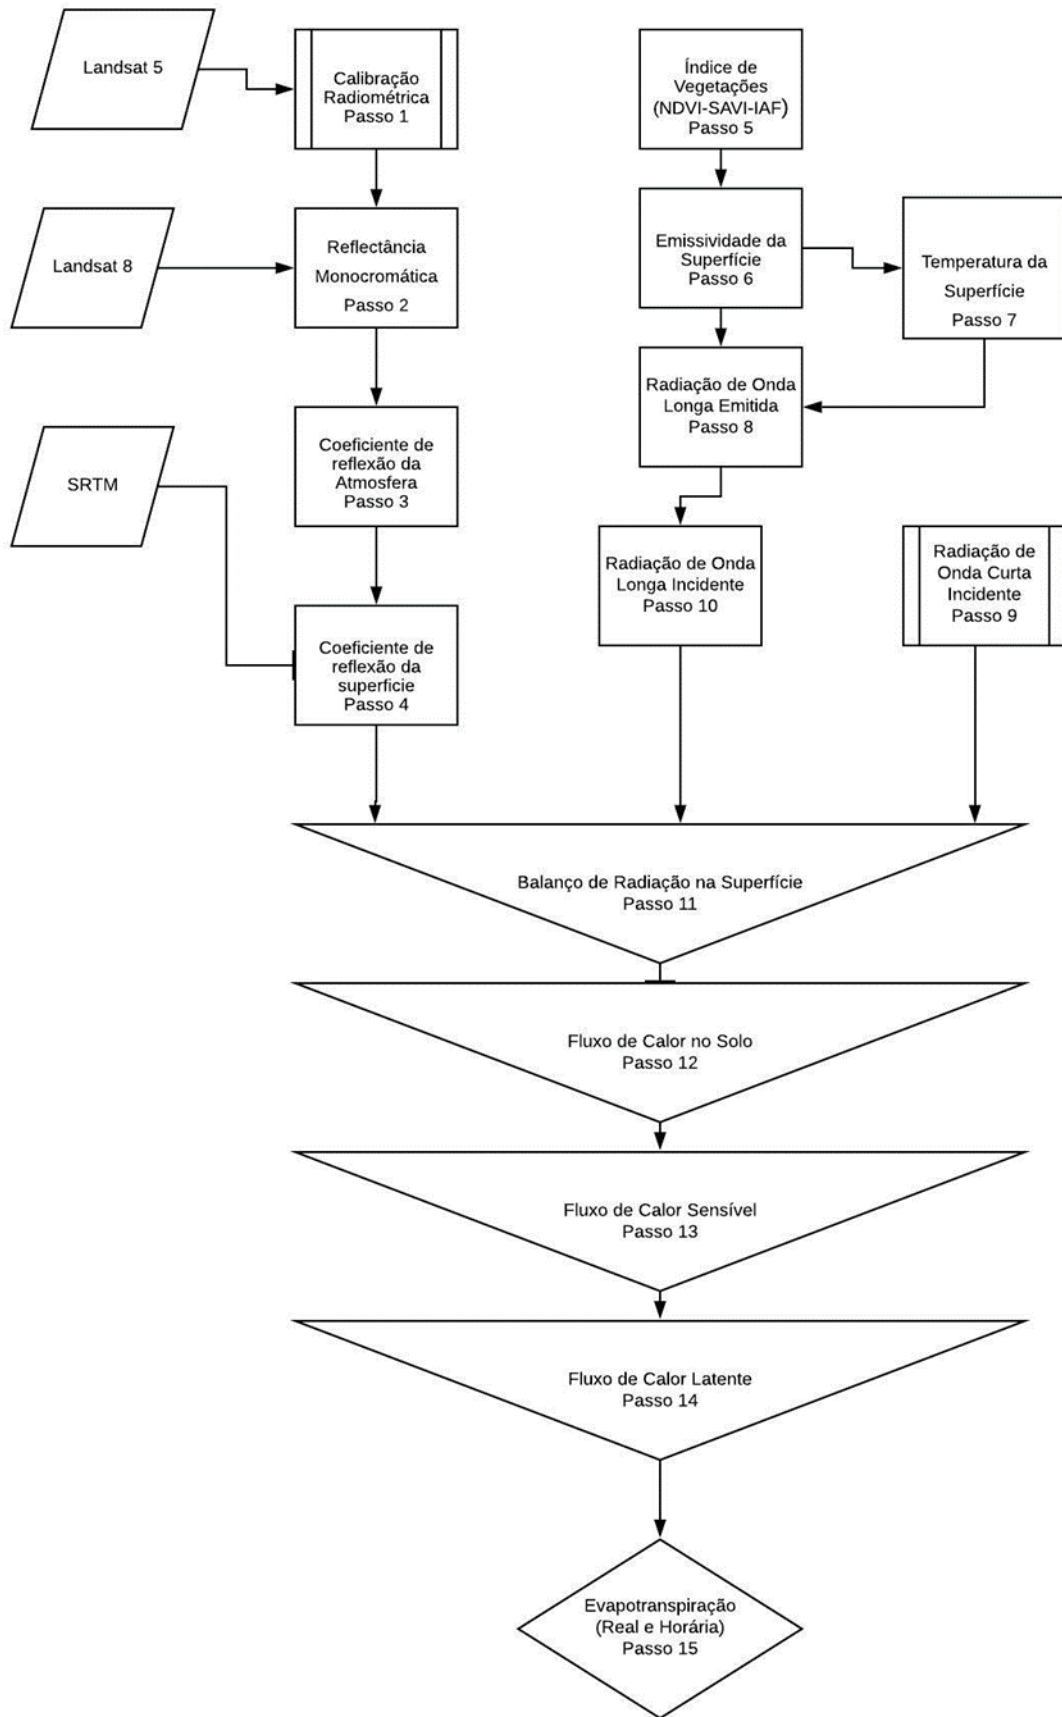 Landsat 5
Calibração
Radiométrica
Passo 1
Landsat 8
Reflectância
Monocromática
Passo 2
SRTM
Coeficiente de
reflexão da
Atmosfera
Passo 3
Coeficiente de
reflexão da
superficie
Passo 4
Índice de
Vegetações
(NDVI-SAVI-IAF)
Passo 5
Emissividade da
Superfície
Passo 6
Temperatura da
Superfície
Passo 7
Radiação de Onda
Longa Emitida
Passo 8
Radiação de Onda
Longa Incidente
Passo 10
Radiação de
Onda Curta
Incidente
Passo 9
Balanço de Radiação na Superfície
Passo 11
Fluxo de Calor no Solo
Passo 12
Fluxo de Calor Sensível
Passo 13
Fluxo de Calor Latente
Passo 14
Evapotranspiração
(Real e Horária)
Passo 15